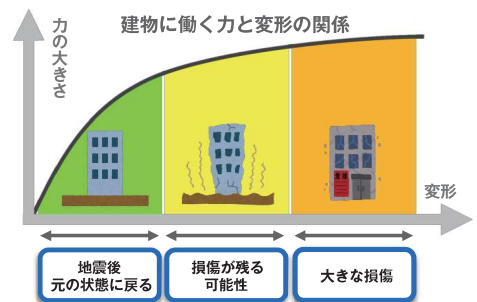 建物に働く力と変形の関係
力の大きさ
変形
地震後
元の状態に戻る
損傷が残る
可能性
大きな損傷